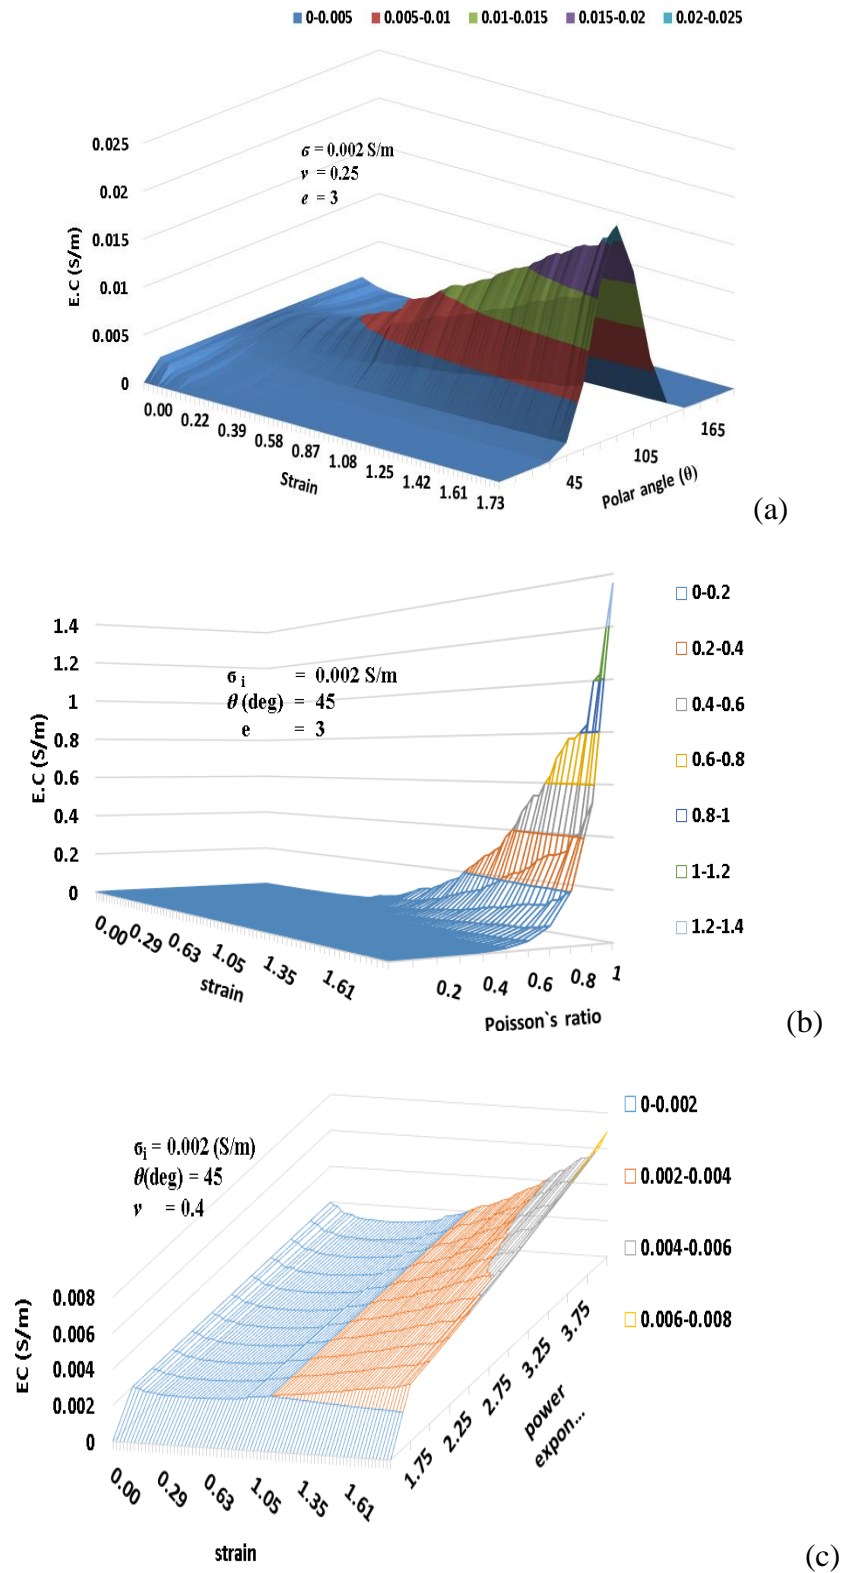 0-0.005 0.005-0.01 0.01-0.015 0.015-0.02 0.02-0.025
0.025
0.02
0.015
0.01
0.005
0
E.C (S/m)
σ = 0.002 S/m
ν = 0.25
e = 3
0.00 0.22 0.39 0.58 0.87 1.08 1.25 1.42 1.61 1.73
Strain
45 105 165
Polar angle (θ)
(a)
1.4
1.2
1
0.8
0.6
0.4
0.2
0
E.C (S/m)
σ i = 0.002 S/m
θ (deg) = 45
e = 3
0.00 0.29 0.63 1.05 1.35 1.61
strain
0.2 0.4 0.6 0.8 1
Poisson`s ratio
0-0.2
0.2-0.4
0.4-0.6
0.6-0.8
0.8-1
1-1.2
1.2-1.4
(b)
σi = 0.002 (S/m)
θ(deg) = 45
ν = 0.4
0.008
0.006
0.004
0.002
0
EC (S/m)
0.00 0.29 0.63 1.05 1.35 1.61
strain
1.75 2.25 2.75 3.25 3.75
power
expon...
0-0.002
0.002-0.004
0.004-0.006
0.006-0.008
(c)